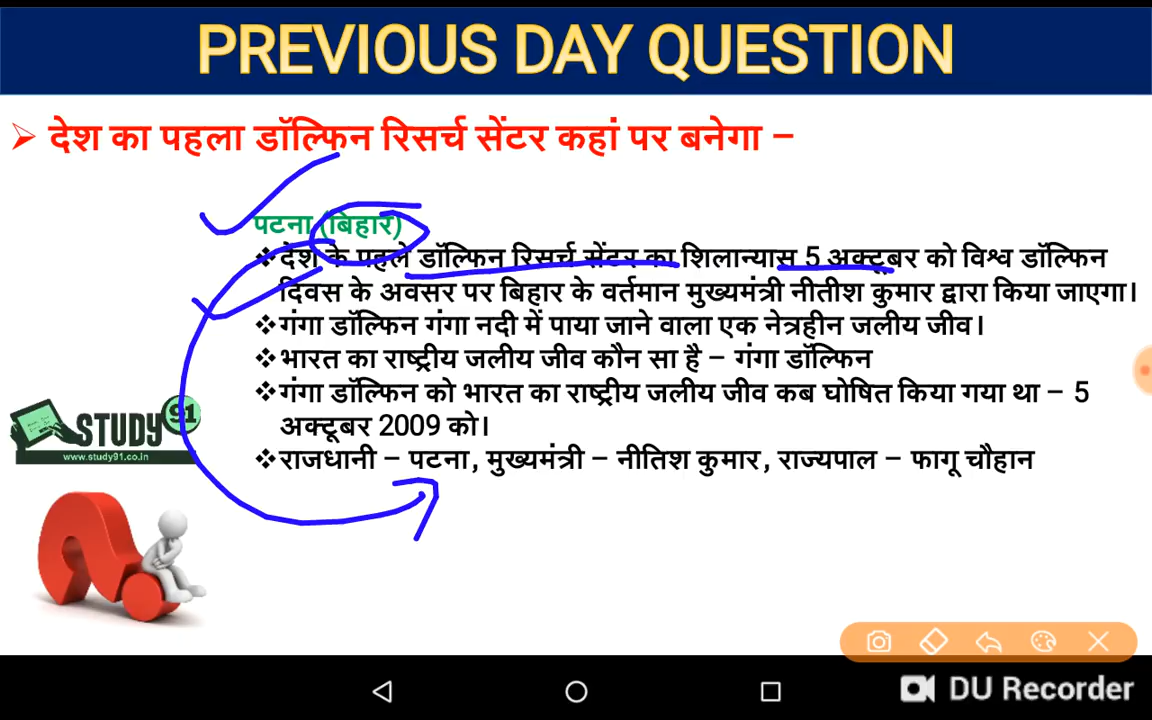 PREVIOUS DAY QUESTION
➢ देश का पहला डॉल्फिन रिसर्च सेंटर कहां पर बनेगा –
पटना (बिहार)
❖देश के पहले डॉल्फिन रिसर्च सेंटर का शिलान्यास 5 अक्टूबर को विश्व डॉल्फिन
दिवस के अवसर पर बिहार के वर्तमान मुख्यमंत्री नीतीश कुमार द्वारा किया जाएगा।
❖गंगा डॉल्फिन गंगा नदी में पाया जाने वाला एक नेत्रहीन जलीय जीव।
❖भारत का राष्ट्रीय जलीय जीव कौन सा है – गंगा डॉल्फिन
❖गंगा डॉल्फिन को भारत का राष्ट्रीय जलीय जीव कब घोषित किया गया था – 5
अक्टूबर 2009 को।
❖राजधानी – पटना, मुख्यमंत्री – नीतिश कुमार, राज्यपाल – फागू चौहान
STUDY 91
www.study91.co.in
DU Recorder